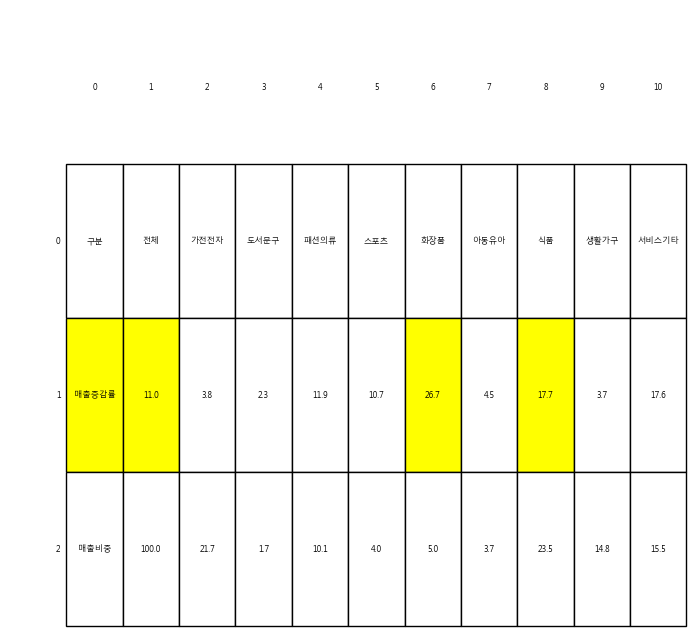 0 1 2 3 4 5 6 7 8 9 10
0 구분 전체 가전전자 도서문구 패션의류 스포츠 화장품 아동유아 식품 생활가구 서비스기타
1 매출증감률 11.0 3.8 2.3 11.9 10.7 26.7 4.5 17.7 3.7 17.6
2 매출비중 100.0 21.7 1.7 10.1 4.0 5.0 3.7 23.5 14.8 15.5